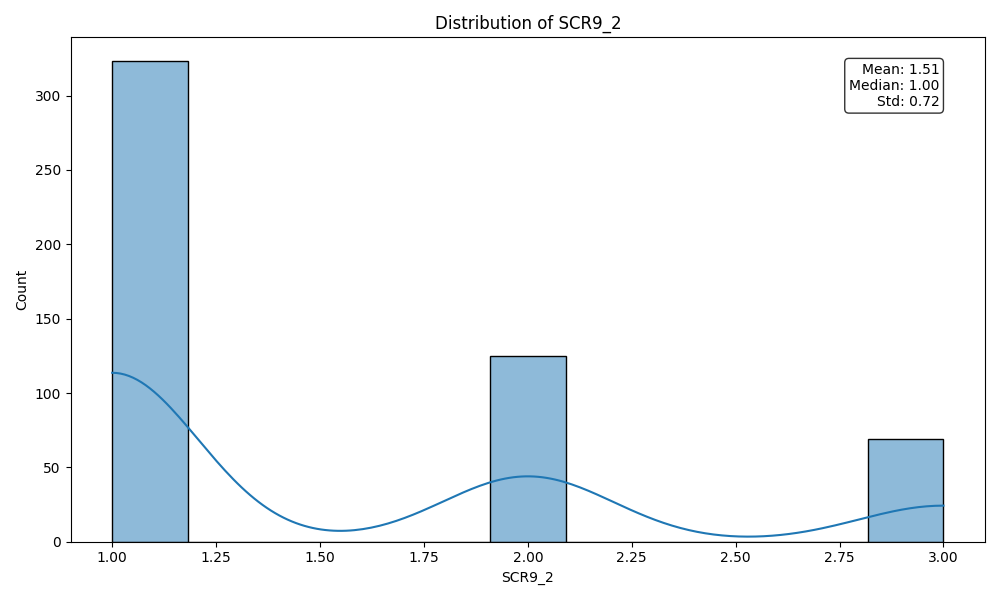 Distribution of SCR9_2
Mean: 1.51
Median: 1.00
Std: 0.72
Count
300
250
200
150
100
50
0
1.00 1.25 1.50 1.75 2.00 2.25 2.50 2.75 3.00
SCR9_2